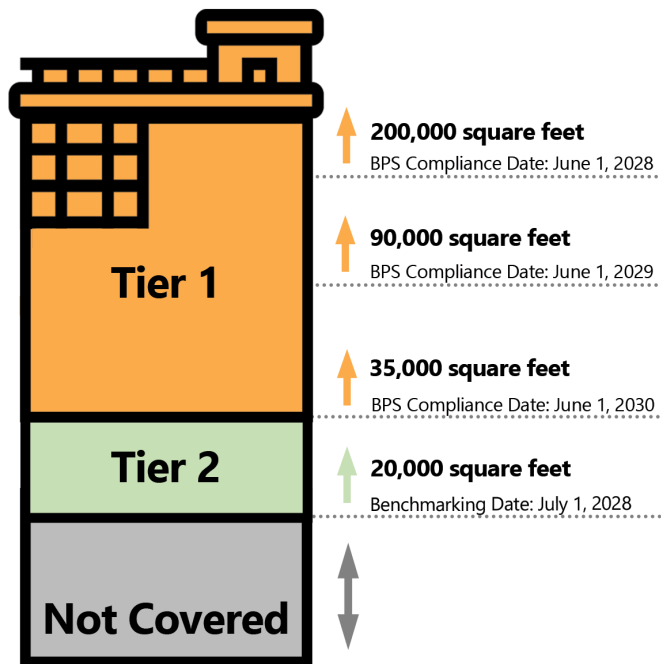 200,000 square feet
BPS Compliance Date: June 1, 2028
90,000 square feet
BPS Compliance Date: June 1, 2029
Tier 1
35,000 square feet
BPS Compliance Date: June 1, 2030
Tier 2
20,000 square feet
Benchmarking Date: July 1, 2028
Not Covered